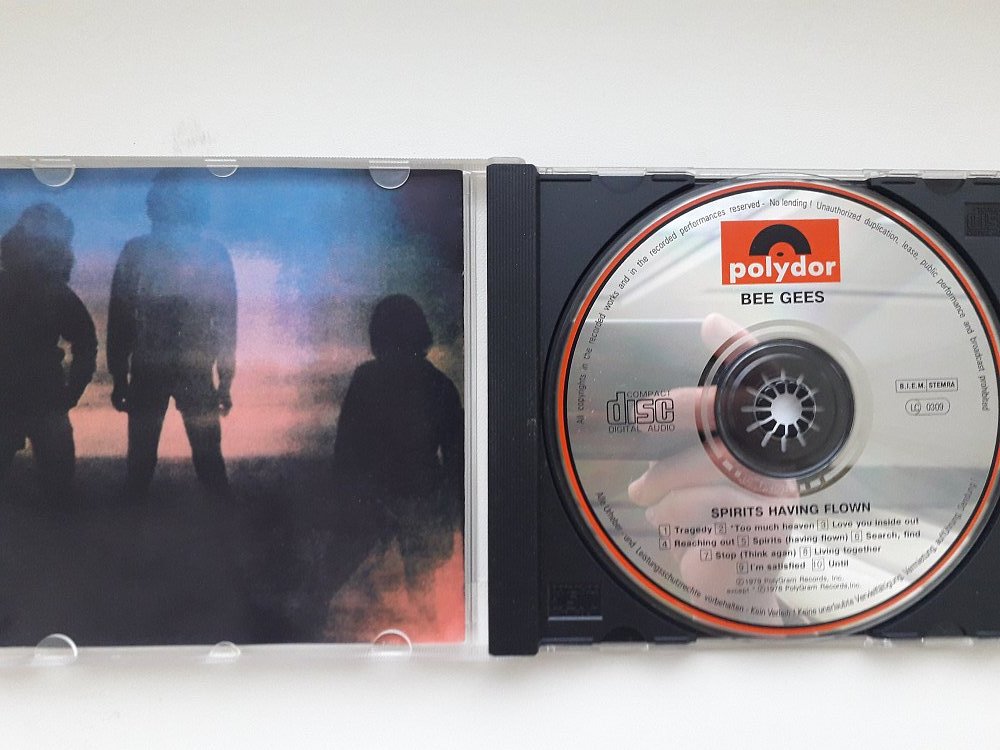 All copyrights in the recorded works and in the recorded performances reserved - No lending ! Unauthorized duplication, lease, public performance and broadcast prohibited
polydor
BEE GEES
COMPACT
disc
DIGITAL AUDIO
B.I.E.M. STEMRA
LC 0309
SPIRITS HAVING FLOWN
1 Tragedy 2 *Too much heaven 3 Love you inside out
4 Reaching out 5 Spirits (having flown) 6 Search, find
7 Stop (Think agan) 8 Living together
9 I'm satisfied 10 Until
Ⓟ1979 PolyGram Records, Inc.
except * Ⓟ1978 PolyGram Records,Inc.
Alle Urheber- und Leistungsschutzrechte vorbehalten - Kein Verleih ! Keine unerlaubte Vervielfältigung, Vermietung, Aufführung, Sendung !